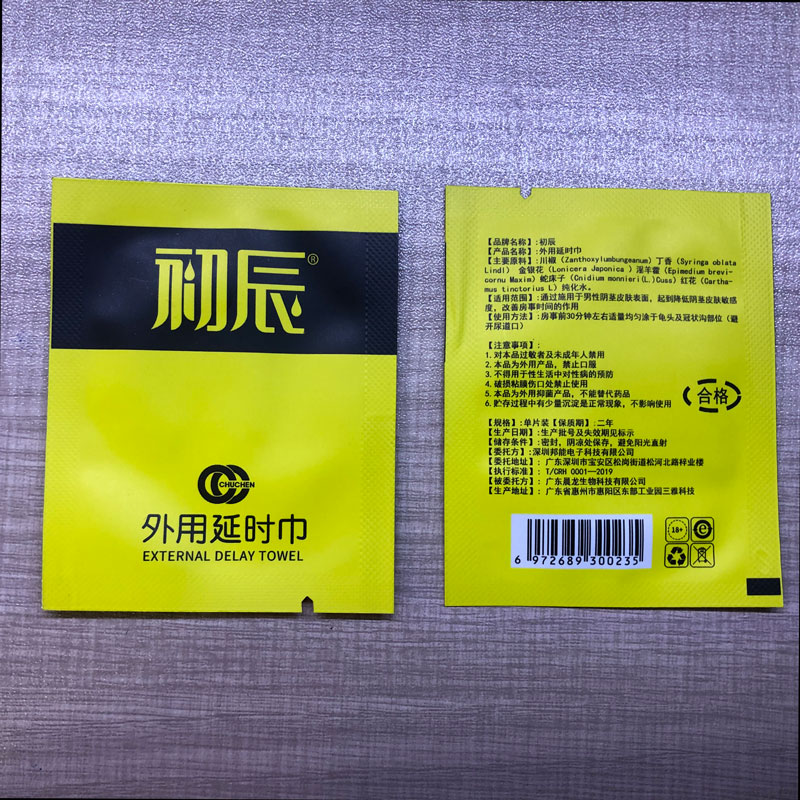 初辰®
CHUCHEN
外用延时巾
EXTERNAL DELAY TOWEL
【品牌名称】:初辰
【产品名称】:外用延时巾
【主要原料】:川椒（Zanthoxylumbungeanum）丁香（Syringa oblata
Lindl） 金银花（Lonicera Japonica ）淫羊霍（Epimedium brevi-
cornu Maxim）蛇床子（Cnidium monnieri(L.)Cuss）红花（Cartha-
mus tinctorius L）纯化水。
【适用范围】:通过施用于男性阴茎皮肤表面，起到降低阴茎皮肤敏感
度，改善房事时间的作用
【使用方法】:房事前30分钟左右适量均匀涂于龟头及冠状沟部位（避
开尿道口）
【注意事项】:
1.对本品过敏者及未成年人禁用
2.本品为外用产品，禁止口服
3.不得用于性生活中对性病的预防
4.破损粘膜伤口处禁止使用
5.本品为外用抑菌产品，不能替代药品
6.贮存过程中有少量沉淀是正常现象，不影响使用
合格
【规格】:单片装【保质期】:二年
【生产日期】:生产批号及失效期见标示
【储存条件】:密封，阴凉处保存，避免阳光直射
【委托方】:深圳邦能电子科技有限公司
【委托地址】: 广东深圳市宝安区松岗街道松河北路梓业楼
【执行标准】: T/CRH 0001—2019
【被委托方】: 广东晨龙生物科技有限公司
【生产地址】: 广东省惠州市惠阳区东部工业园三雅科技
6 972689 300235
18+
e